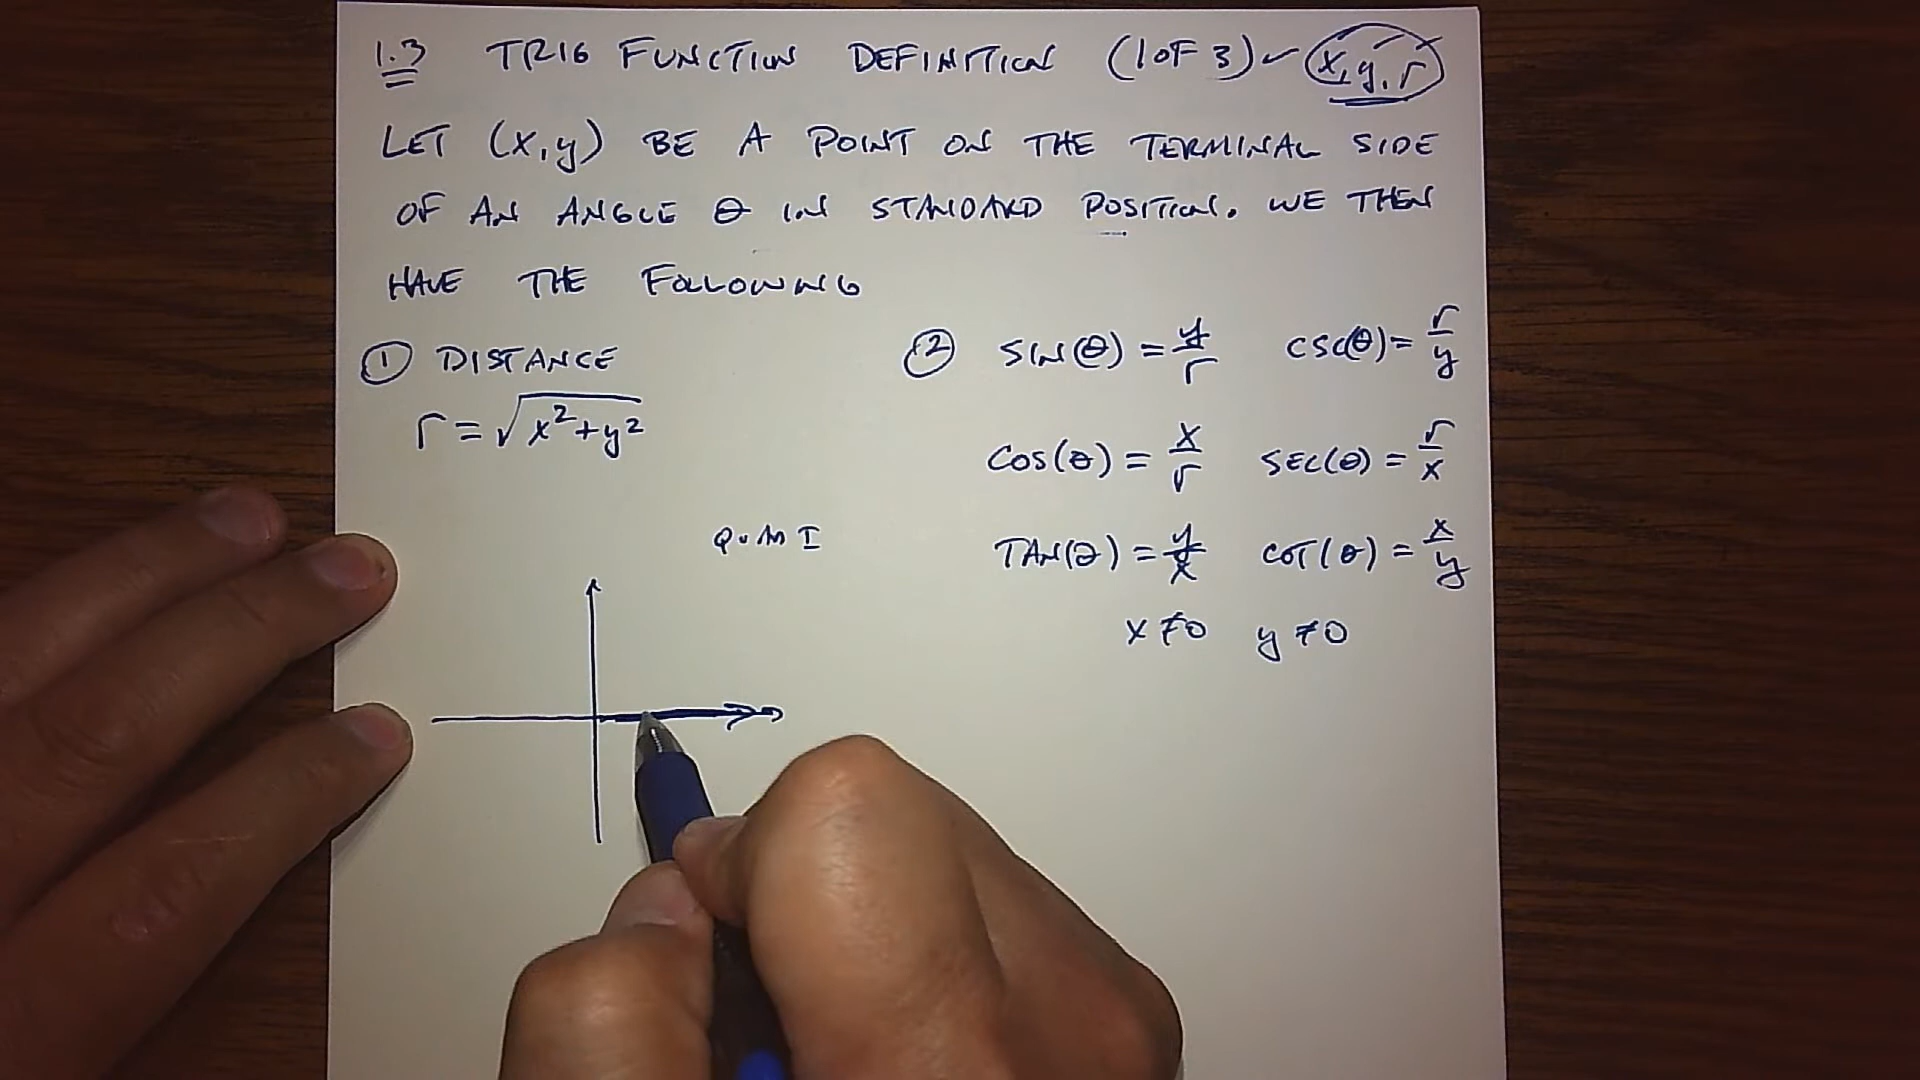 1.3 TRIG FUNCTION DEFINITION (1 OF 3) ✓ x, y, r
LET (x,y) BE A POINT ON THE TERMINAL SIDE
OF AN ANGLE θ IN STANDARD POSITION. WE THEN
HAVE THE FOLLOWING
① DISTANCE
r = √(x²+y²)
② SIN(θ) = y/r CSC(θ) = r/y
COS(θ) = x/r SEC(θ) = r/x
TAN(θ) = y/x COT(θ) = x/y
x ≠ 0 y ≠ 0
QUAD I